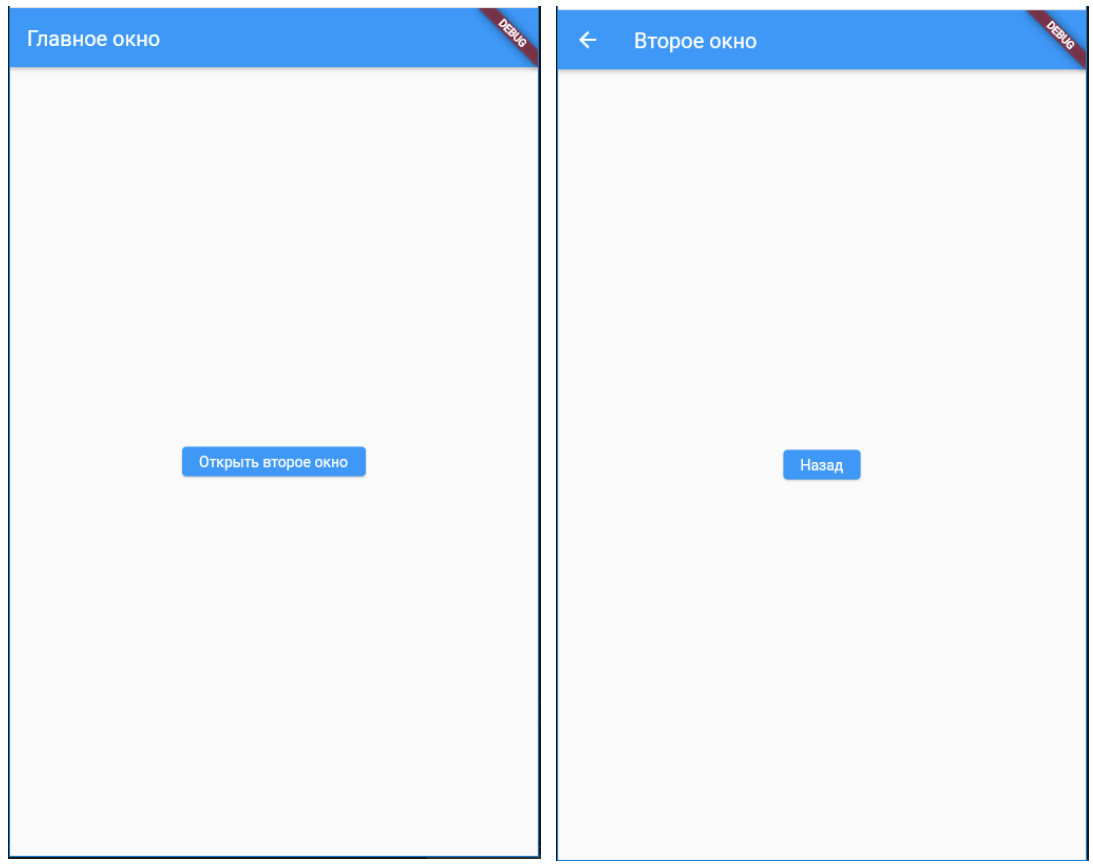 Главное окно
DEBUG
Открыть второе окно
Второе окно
DEBUG
Назад